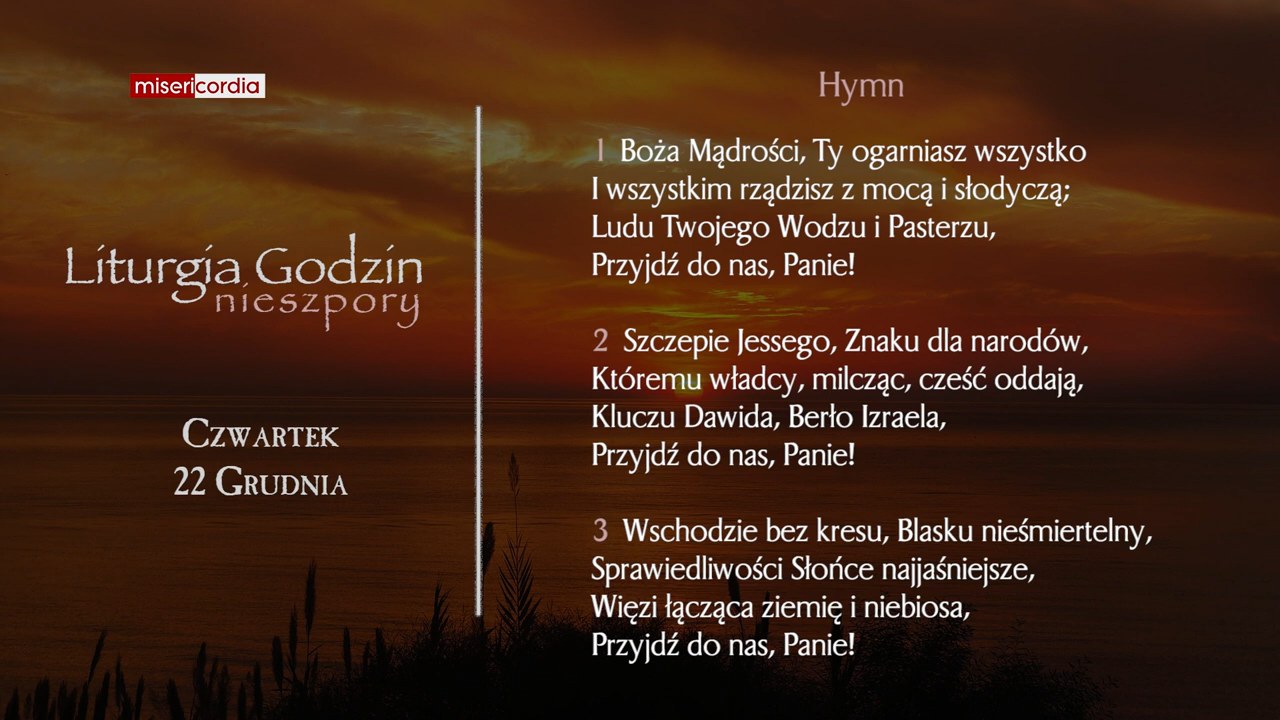 misericordia
Liturgia Godzin
nieszpory
Czwartek
22 Grudnia
Hymn
1 Boża Mądrości, Ty ogarniasz wszystko
I wszystkim rządzisz z mocą i słodyczą;
Ludu Twojego Wodzu i Pasterzu,
Przyjdź do nas, Panie!
2 Szczepie Jessego, Znaku dla narodów,
Któremu władcy, milcząc, cześć oddają,
Kluczu Dawida, Berło Izraela,
Przyjdź do nas, Panie!
3 Wschodzie bez kresu, Blasku nieśmiertelny,
Sprawiedliwości Słońce najjaśniejsze,
Więzi łącząca ziemię i niebiosa,
Przyjdź do nas, Panie!